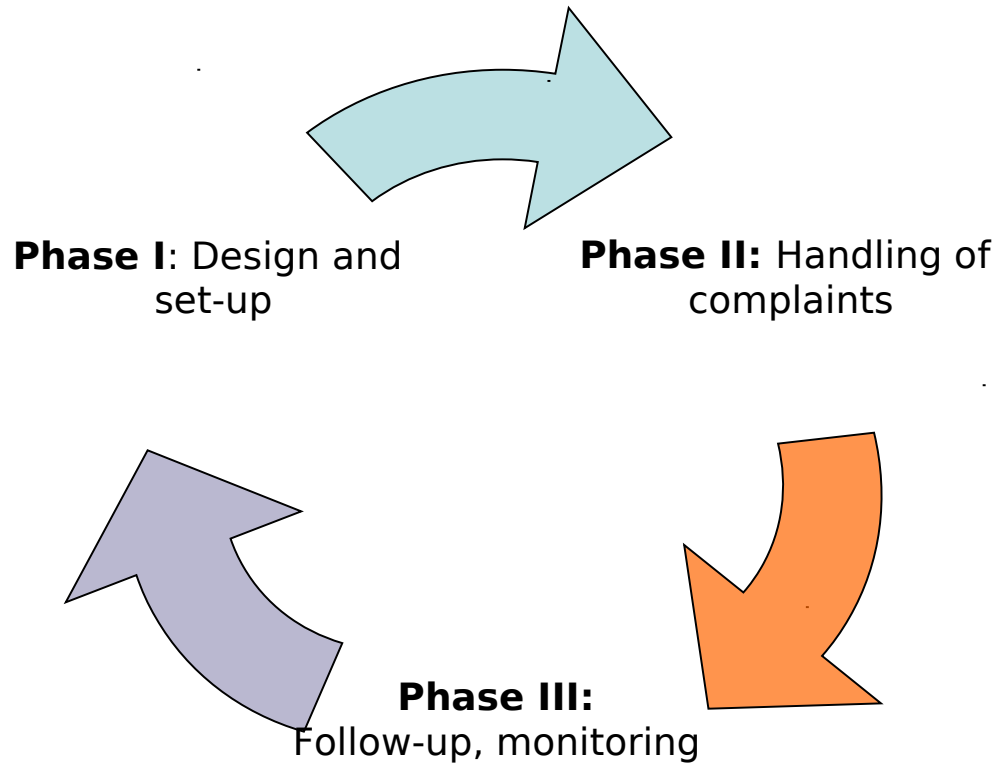 Phase I: Design and
set-up
Phase II: Handling of
complaints
Phase III:
Follow-up, monitoring